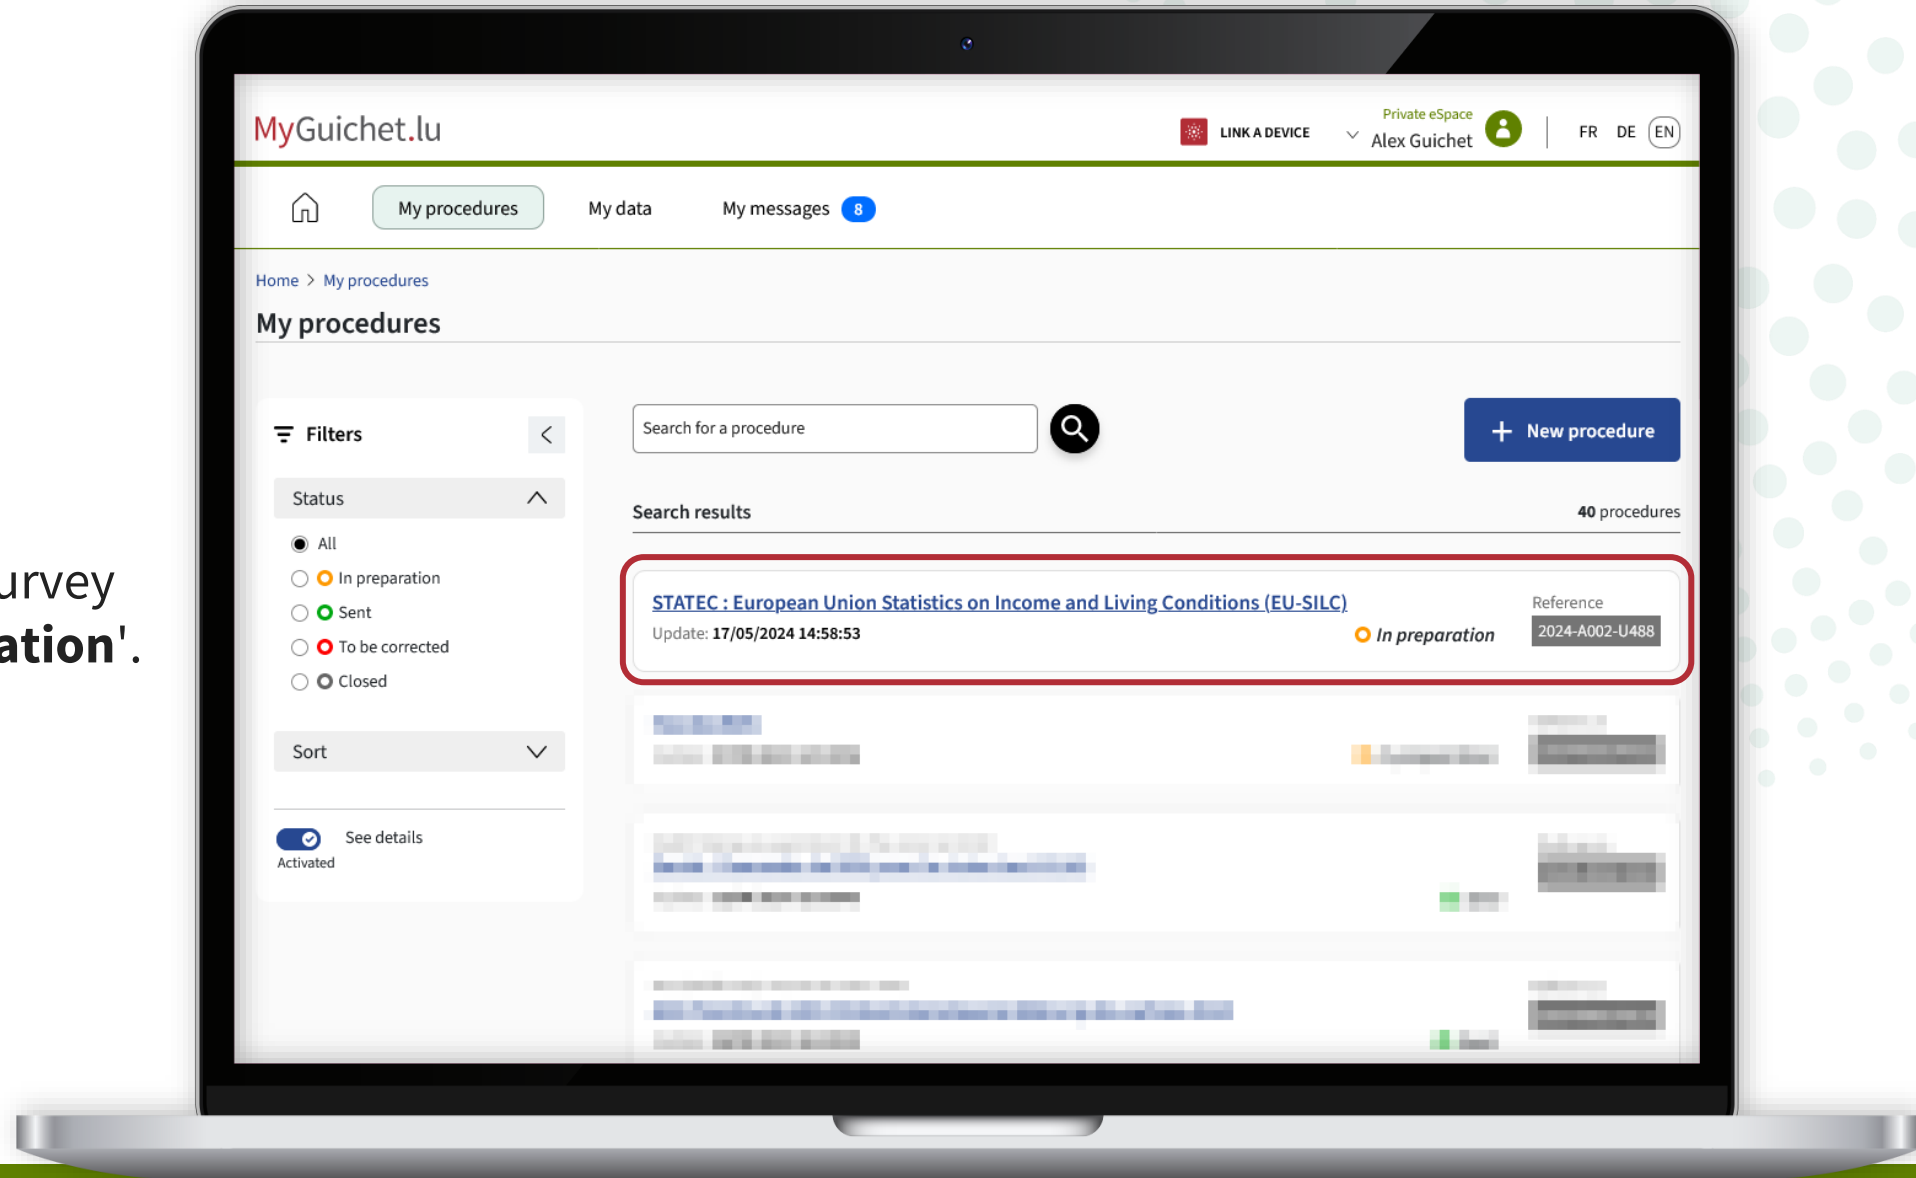 urvey
ation'.
MyGuichet.lu
LINK A DEVICE
Private eSpace
Alex Guichet
FR DE EN
My procedures
My data
My messages 8
Home > My procedures
My procedures
Filters
Search for a procedure
+ New procedure
Status
Search results
40 procedures
All
In preparation
Sent
To be corrected
Closed
STATEC : European Union Statistics on Income and Living Conditions (EU-SILC)
Update: 17/05/2024 14:58:53
In preparation
Reference
2024-A002-U488
Sort
See details
Activated